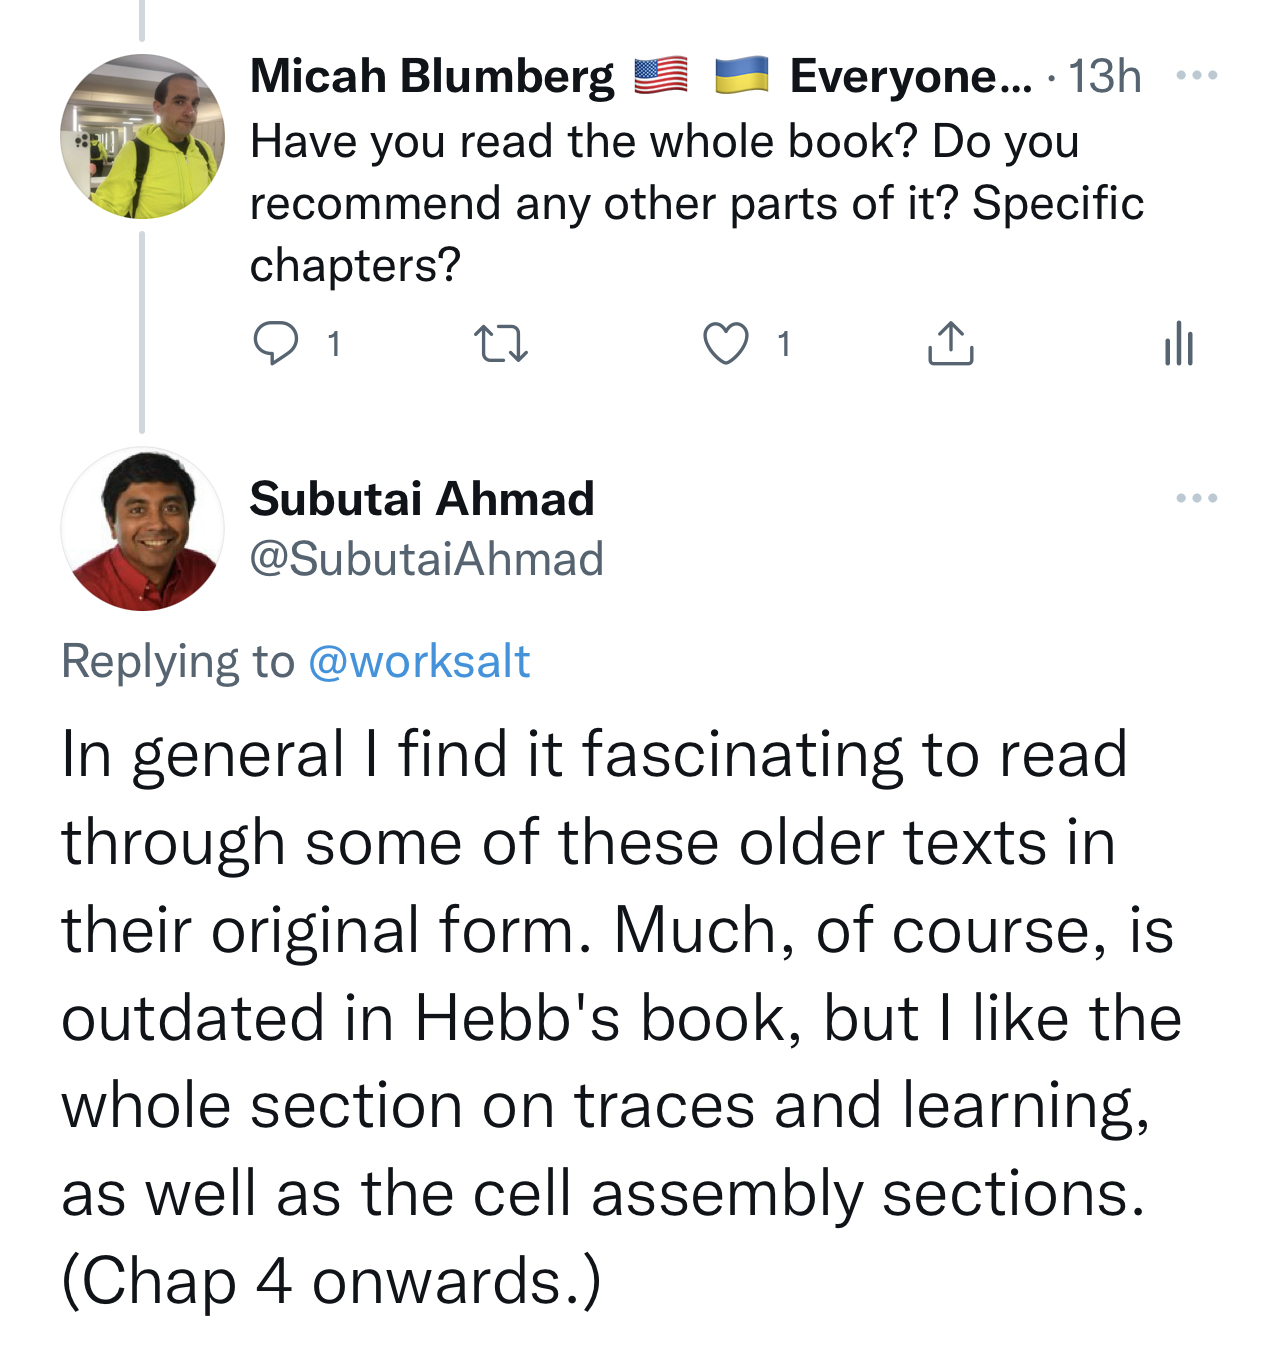 Micah Blumberg 🇺🇸 🇺🇦 Everyone... · 13h
Have you read the whole book? Do you
recommend any other parts of it? Specific
chapters?
1 1
Subutai Ahmad
@SubutaiAhmad
Replying to @worksalt
In general I find it fascinating to read
through some of these older texts in
their original form. Much, of course, is
outdated in Hebb's book, but I like the
whole section on traces and learning,
as well as the cell assembly sections.
(Chap 4 onwards.)